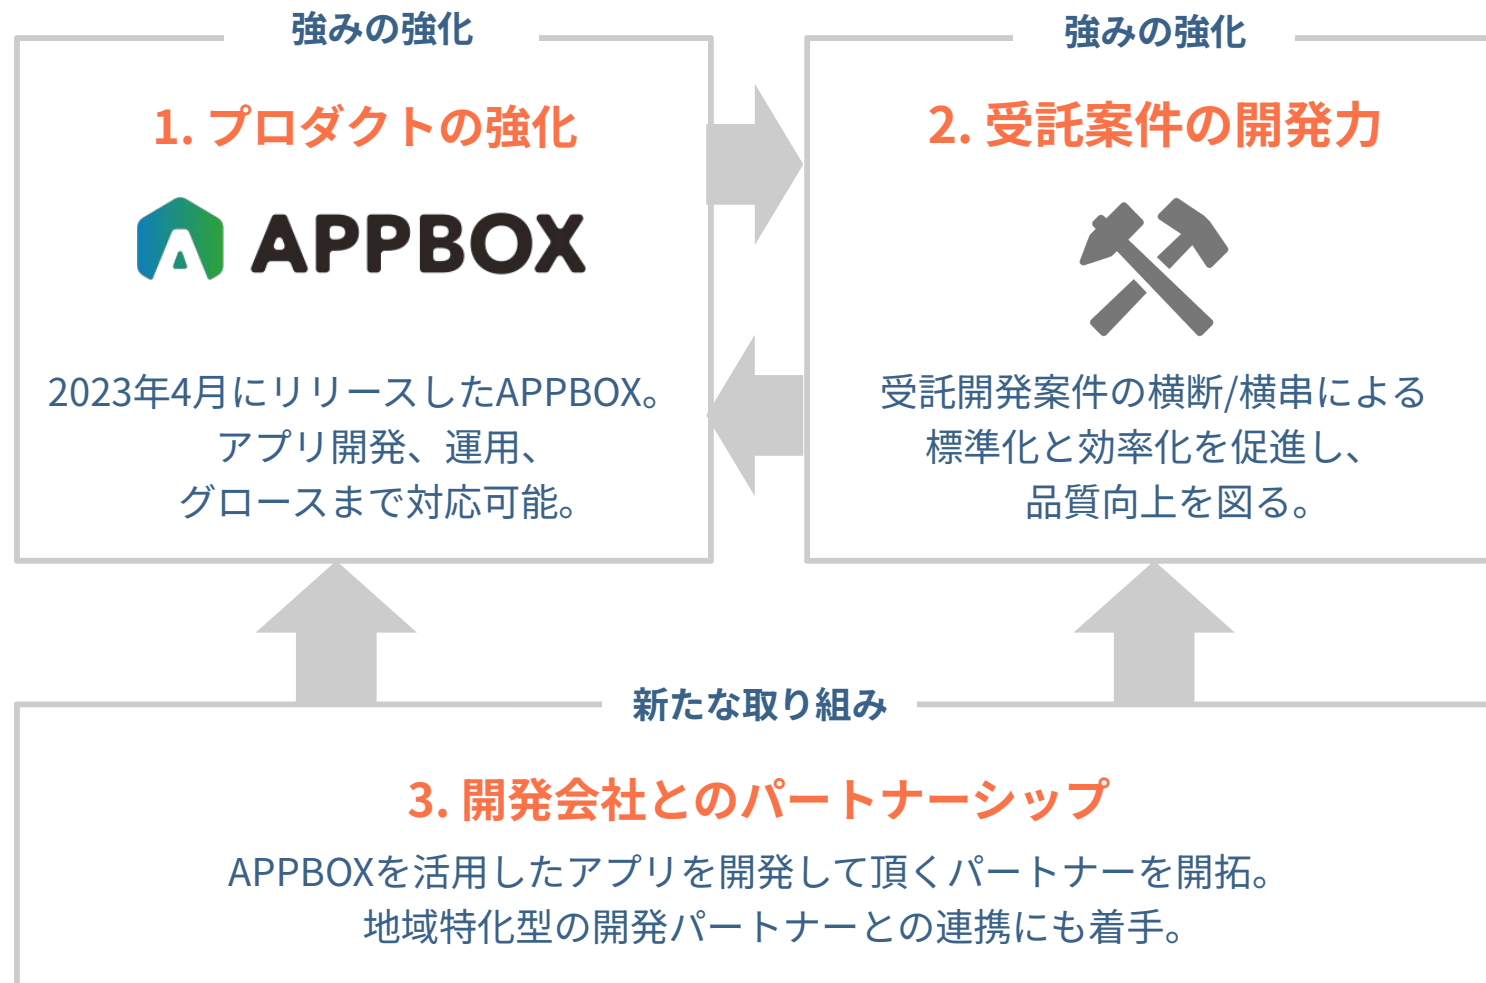 強みの強化
1. プロダクトの強化
APPBOX
2023年4月にリリースしたAPPBOX。
アプリ開発、運用、
グロースまで対応可能。
強みの強化
2. 受託案件の開発力
受託開発案件の横断/横串による
標準化と効率化を促進し、
品質向上を図る。
新たな取り組み
3. 開発会社とのパートナーシップ
APPBOXを活用したアプリを開発して頂くパートナーを開拓。
地域特化型の開発パートナーとの連携にも着手。